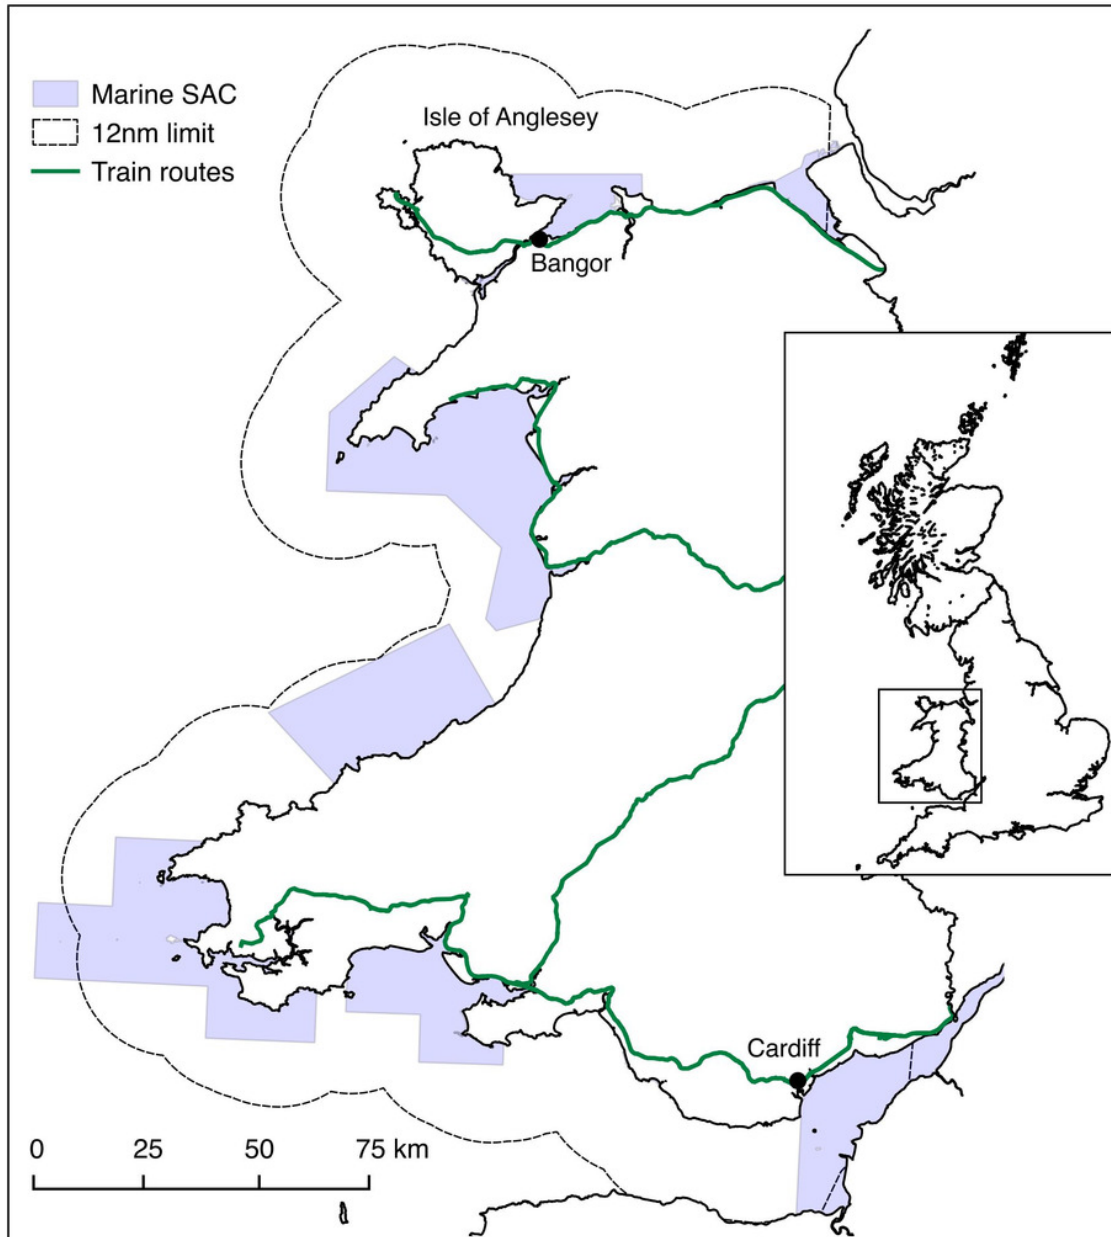 Marine SAC
12nm limit
Train routes
Isle of Anglesey
Bangor
Cardiff
0 25 50 75 km